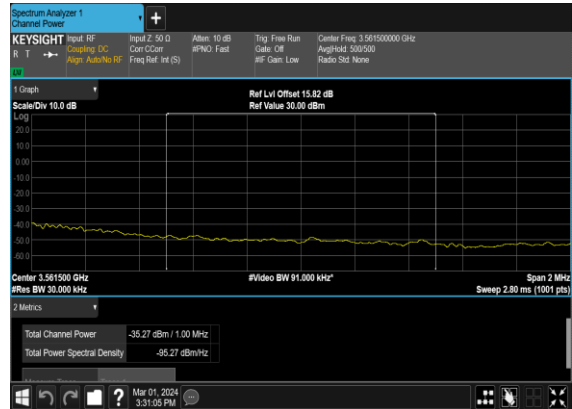 Spectrum Analyzer 1
Channel Power
+
KEYSIGHT Input: RF Input Z: 50 Ω Atten: 10 dB Trig: Free Run Center Freq: 3.561500000 GHz
R T Coupling: DC Corr CCorr #PNO: Fast Gate: Off Avg|Hold: 500/500
Align: Auto/No RF Freq Ref: Int (S) #IF Gain: Low Radio Std: None
LW
1 Graph
Ref Lvl Offset 15.82 dB
Scale/Div 10.0 dB Ref Value 30.00 dBm
Log
20.0
10.0
0.00
-10.0
-20.0
-30.0
-40.0
-50.0
-60.0
Center 3.561500 GHz #Video BW 91.000 kHz* Span 2 MHz
#Res BW 30.000 kHz Sweep 2.80 ms (1001 pts)
2 Metrics
Total Channel Power -35.27 dBm / 1.00 MHz
Total Power Spectral Density -95.27 dBm/Hz
? Mar 01, 2024
3:31:05 PM